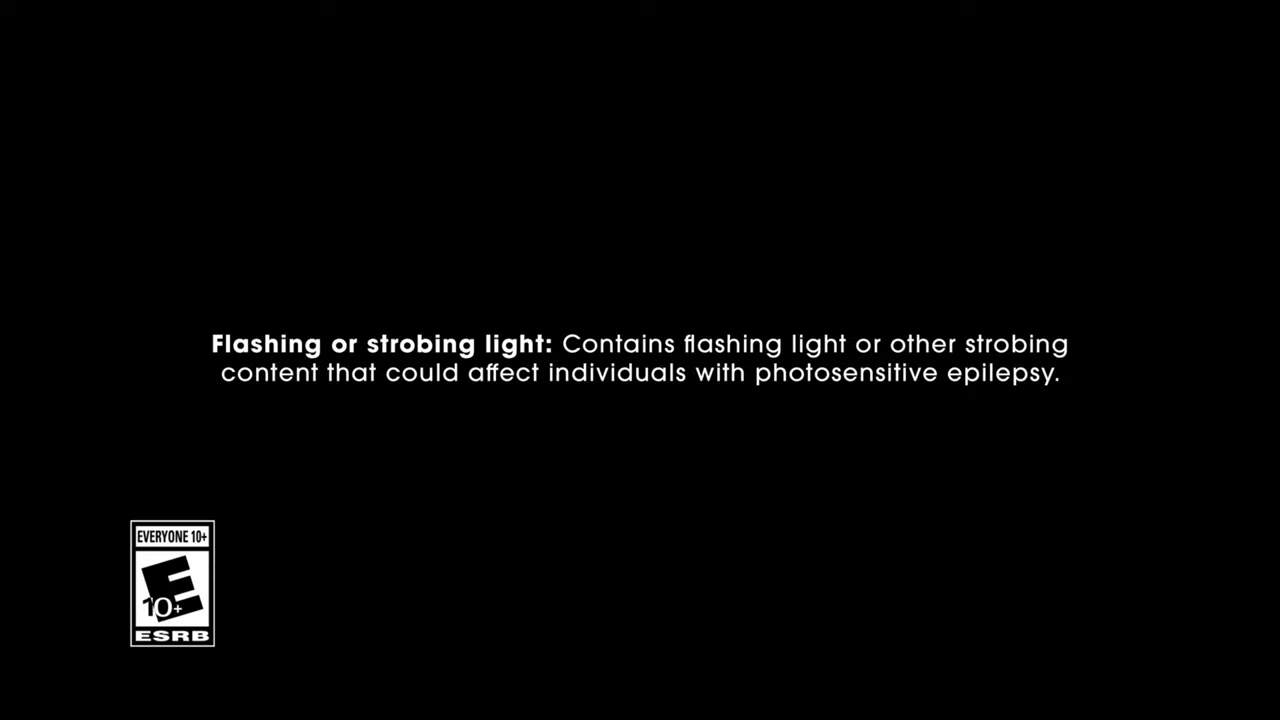 Flashing or strobing light: Contains flashing light or other strobing
content that could affect individuals with photosensitive epilepsy.
EVERYONE 10+
E
10+
ESRB